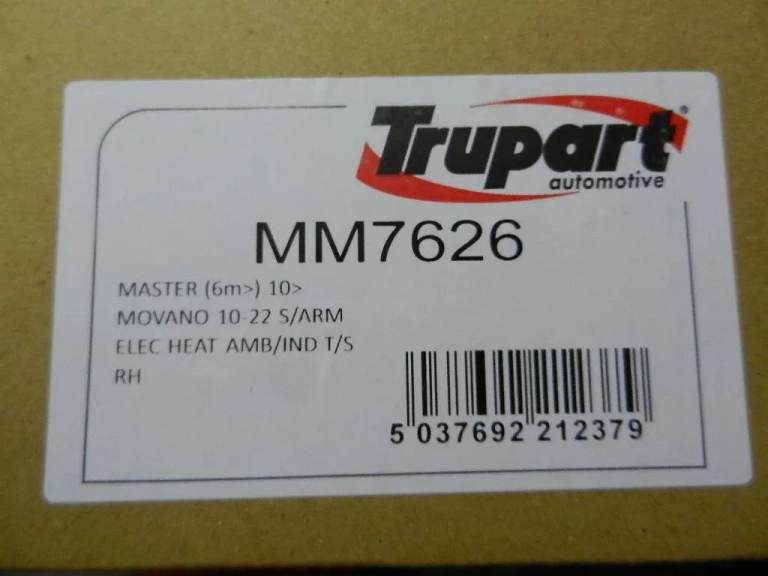 Trupart®
automotive
MM7626
MASTER (6m>) 10>
MOVANO 10-22 S/ARM
ELEC HEAT AMB/IND T/S
RH
5 037692 212379